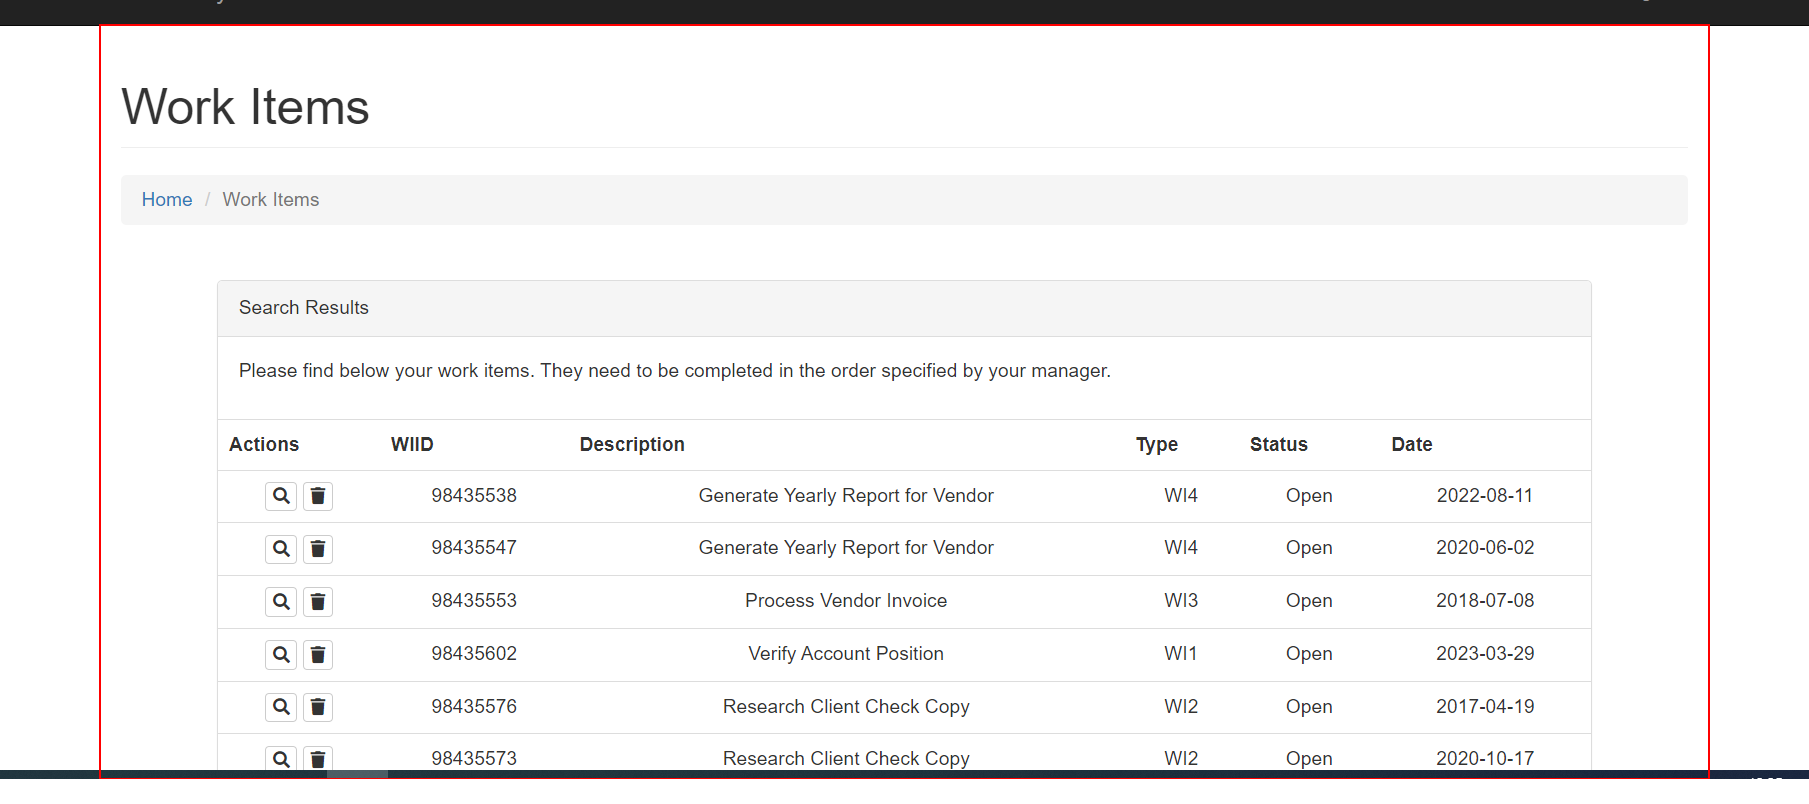 Work Items
Home / Work Items
Search Results
Please find below your work items. They need to be completed in the order specified by your manager.
Actions WIID Description Type Status Date
98435538 Generate Yearly Report for Vendor WI4 Open 2022-08-11
98435547 Generate Yearly Report for Vendor WI4 Open 2020-06-02
98435553 Process Vendor Invoice WI3 Open 2018-07-08
98435602 Verify Account Position WI1 Open 2023-03-29
98435576 Research Client Check Copy WI2 Open 2017-04-19
98435573 Research Client Check Copy WI2 Open 2020-10-17